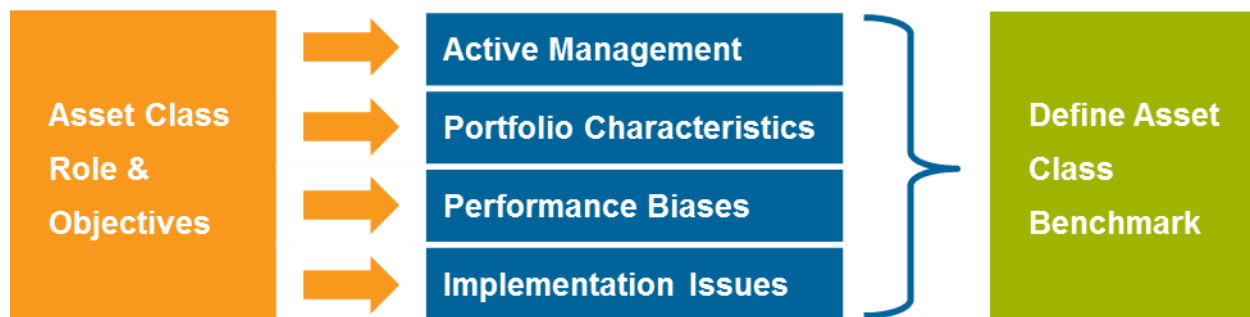 Asset Class
Role &
Objectives
Active Management
Portfolio Characteristics
Performance Biases
Implementation Issues
Define Asset
Class
Benchmark